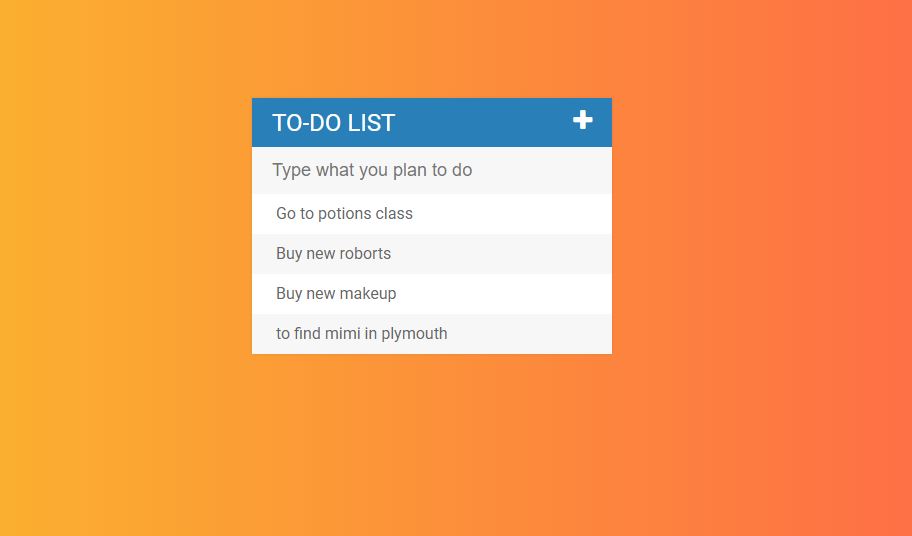 TO-DO LIST
Type what you plan to do
Go to potions class
Buy new roborts
Buy new makeup
to find mimi in plymouth